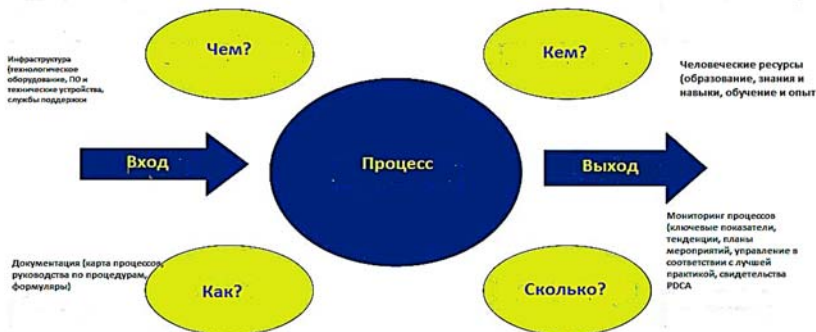 Чем?
Кем?
Инфраструктура
(технологическое
оборудование, ПО и
технические устройства,
службы поддержки
Человеческие ресурсы
(образование, знания и
навыки, обучение и опыт
Вход
Процесс
Выход
Документация (карта процессов,
руководства по процедурам,
формуляры)
Мониторинг процессов
(ключевые показатели,
тенденции, планы
мероприятий, управление в
соответствии с лучшей
практикой, свидетельства
PDCA
Как?
Сколько?